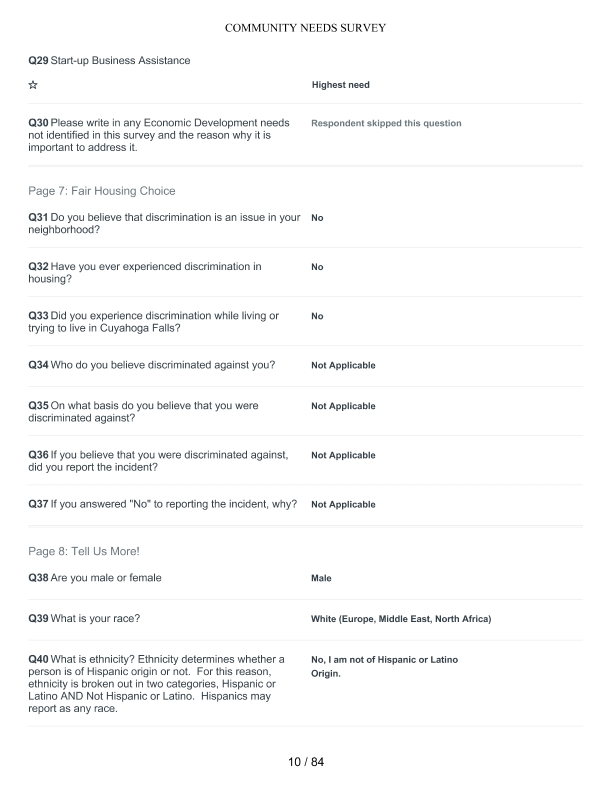 COMMUNITY NEEDS SURVEY
Q29 Start-up Business Assistance
☆ Highest need
Q30 Please write in any Economic Development needs Respondent skipped this question
not identified in this survey and the reason why it is
important to address it.
Page 7: Fair Housing Choice
Q31 Do you believe that discrimination is an issue in your No
neighborhood?
Q32 Have you ever experienced discrimination in No
housing?
Q33 Did you experience discrimination while living or No
trying to live in Cuyahoga Falls?
Q34 Who do you believe discriminated against you? Not Applicable
Q35 On what basis do you believe that you were Not Applicable
discriminated against?
Q36 If you believe that you were discriminated against, Not Applicable
did you report the incident?
Q37 If you answered "No" to reporting the incident, why? Not Applicable
Page 8: Tell Us More!
Q38 Are you male or female Male
Q39 What is your race? White (Europe, Middle East, North Africa)
Q40 What is ethnicity? Ethnicity determines whether a No, I am not of Hispanic or Latino
person is of Hispanic origin or not. For this reason, Origin.
ethnicity is broken out in two categories, Hispanic or
Latino AND Not Hispanic or Latino. Hispanics may
report as any race.
10 / 84